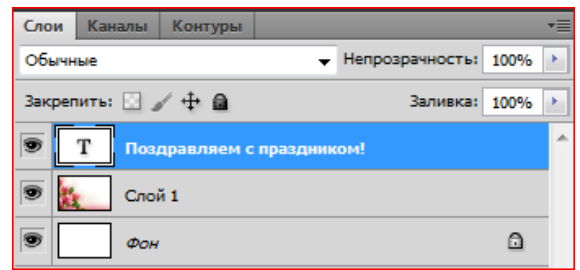 Слои Каналы Контуры
Обычные Непрозрачность: 100%
Закрепить: Заливка: 100%
T Поздравляем с праздником!
Слой 1
Фон